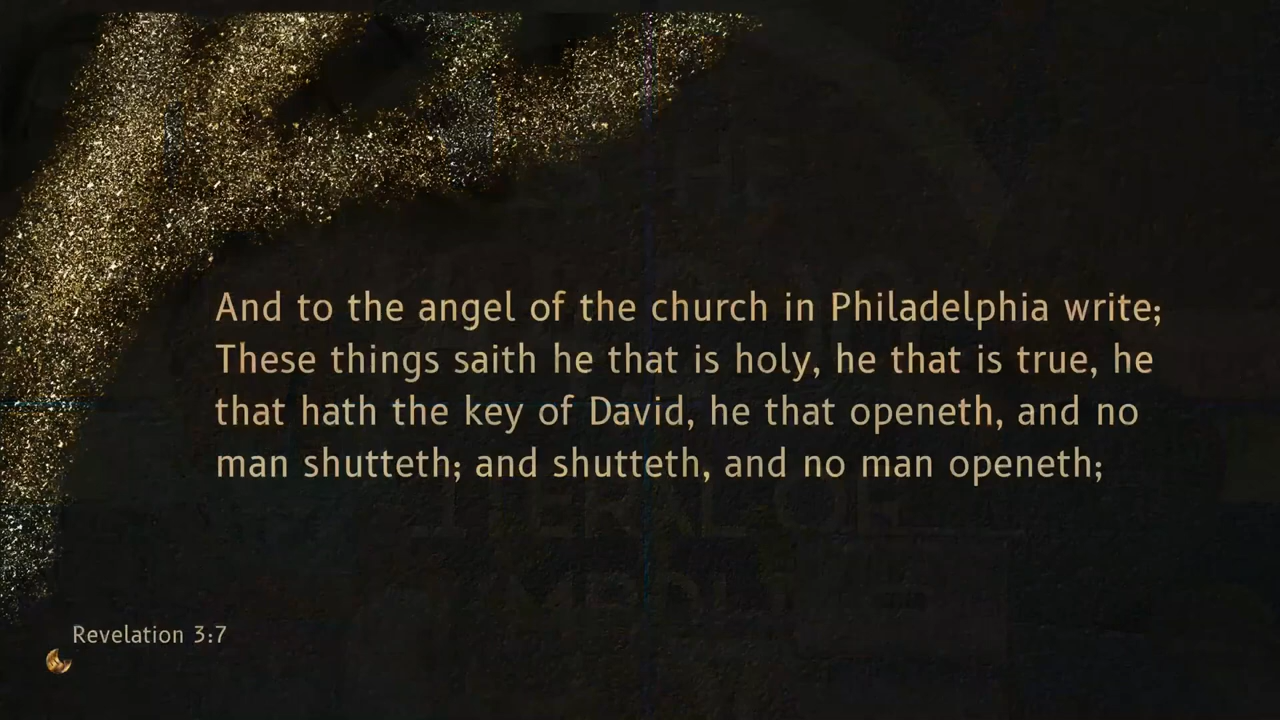 And to the angel of the church in Philadelphia write;
These things saith he that is holy, he that is true, he
that hath the key of David, he that openeth, and no
man shutteth; and shutteth, and no man openeth;
Revelation 3:7